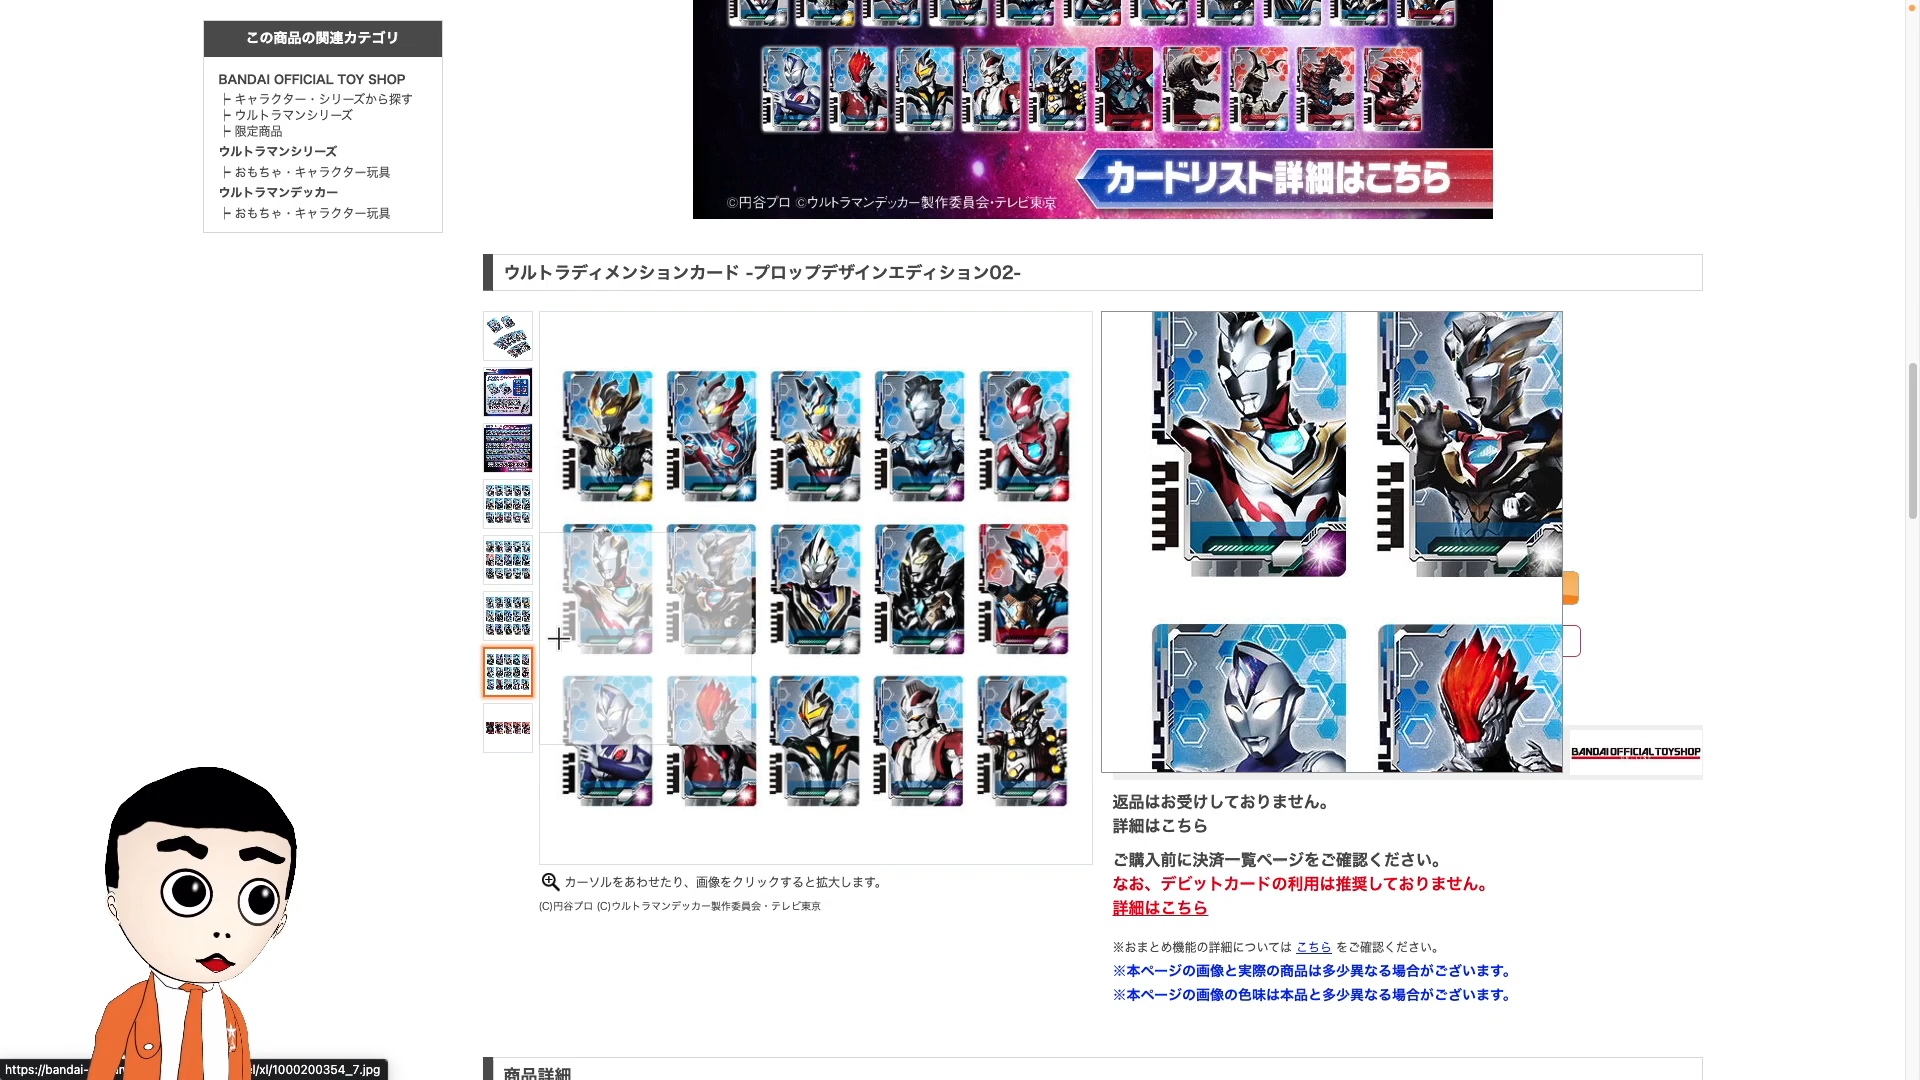 この商品の関連カテゴリ
BANDAI OFFICIAL TOY SHOP
├ キャラクター・シリーズから探す
├ ウルトラマンシリーズ
├ 限定商品
ウルトラマンシリーズ
├ おもちゃ・キャラクター玩具
ウルトラマンデッカー
├ おもちゃ・キャラクター玩具
カードリスト詳細はこちら
©円谷プロ ©ウルトラマンデッカー製作委員会・テレビ東京
ウルトラディメンションカード -プロップデザインエディション02-
BANDAI OFFICIAL TOY SHOP
カーソルをあわせたり、画像をクリックすると拡大します。
(C)円谷プロ (C)ウルトラマンデッカー製作委員会・テレビ東京
返品はお受けしておりません。
詳細はこちら
ご購入前に決済一覧ページをご確認ください。
なお、デビットカードの利用は推奨しておりません。
詳細はこちら
※おまとめ機能の詳細については こちら をご確認ください。
※本ページの画像と実際の商品は多少異なる場合がございます。
※本ページの画像の色味は本品と多少異なる場合がございます。
商品詳細
https://bandai-
el/xl/1000200354_7.jpg